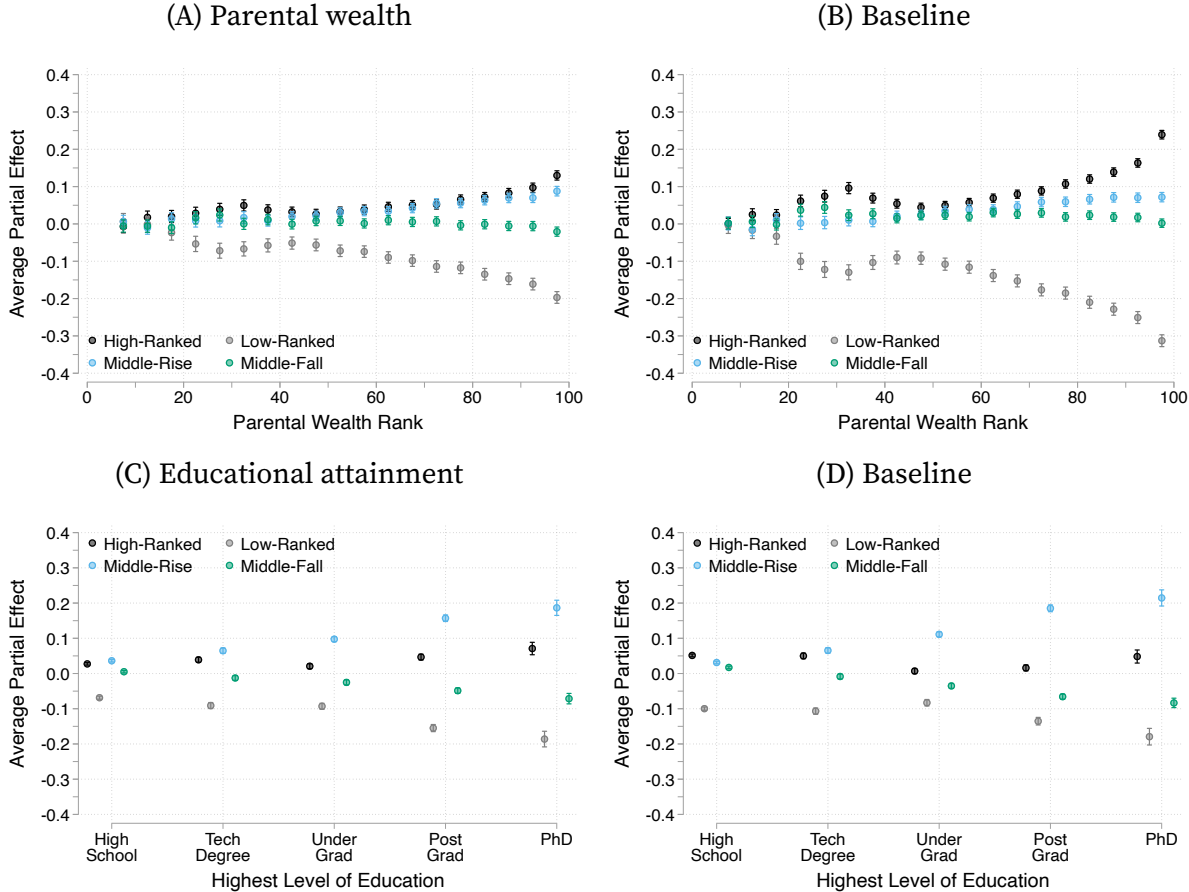 (A) Parental wealth
(B) Baseline
Average Partial Effect
0.4
0.3
0.2
0.1
0.0
-0.1
-0.2
-0.3
-0.4
High-Ranked Low-Ranked
Middle-Rise Middle-Fall
0 20 40 60 80 100
Parental Wealth Rank
Average Partial Effect
0.4
0.3
0.2
0.1
0.0
-0.1
-0.2
-0.3
-0.4
High-Ranked Low-Ranked
Middle-Rise Middle-Fall
0 20 40 60 80 100
Parental Wealth Rank
(C) Educational attainment
(D) Baseline
Average Partial Effect
0.4
0.3
0.2
0.1
0.0
-0.1
-0.2
-0.3
-0.4
High-Ranked Low-Ranked
Middle-Rise Middle-Fall
High School
Tech Degree
Under Grad
Post Grad
PhD
Highest Level of Education
Average Partial Effect
0.4
0.3
0.2
0.1
0.0
-0.1
-0.2
-0.3
-0.4
High-Ranked Low-Ranked
Middle-Rise Middle-Fall
High School
Tech Degree
Under Grad
Post Grad
PhD
Highest Level of Education